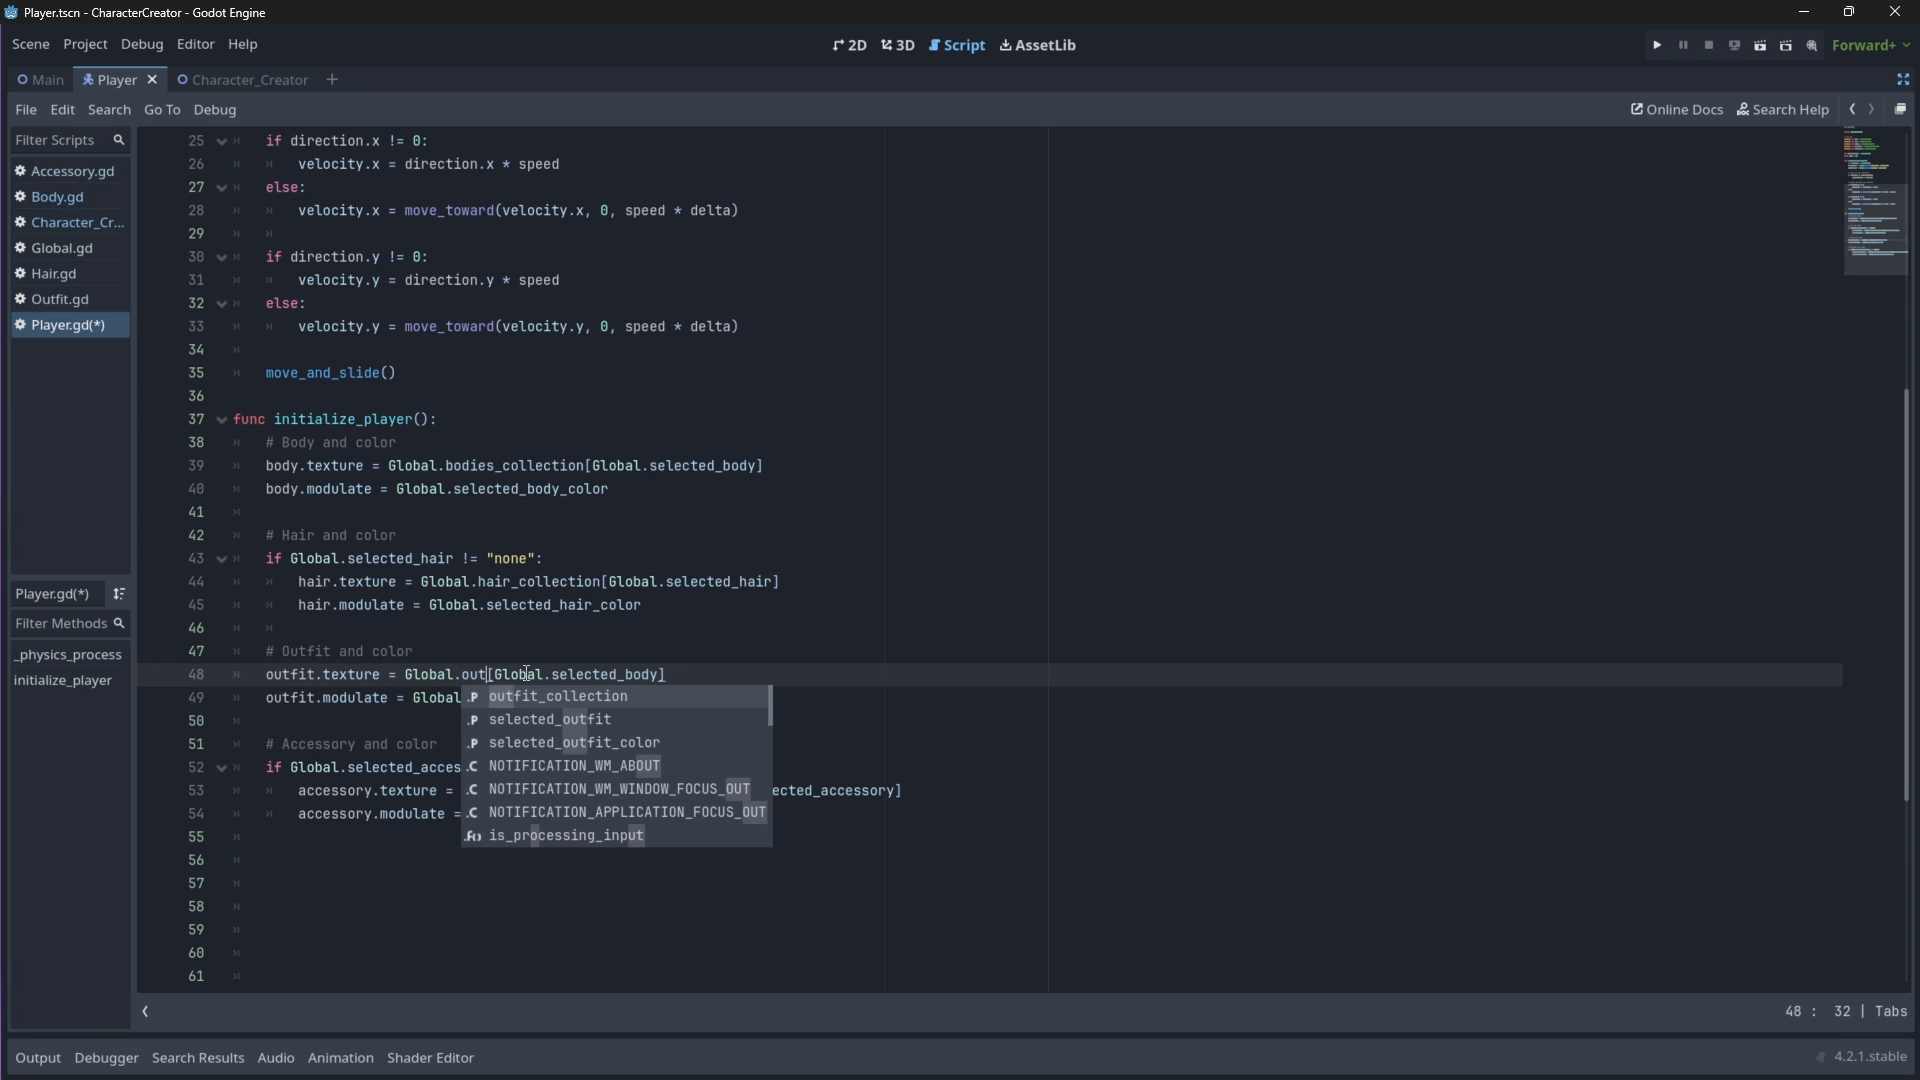 Player.tscn - CharacterCreator - Godot Engine
Scene Project Debug Editor Help
2D 3D Script AssetLib
Forward+
Main Player Character_Creator
File Edit Search Go To Debug
Online Docs Search Help
Filter Scripts
Accessory.gd
Body.gd
Character_Cr...
Global.gd
Hair.gd
Outfit.gd
Player.gd(*)
Player.gd(*)
Filter Methods
_physics_process
initialize_player
25 if direction.x != 0:
26 velocity.x = direction.x * speed
27 else:
28 velocity.x = move_toward(velocity.x, 0, speed * delta)
29
30 if direction.y != 0:
31 velocity.y = direction.y * speed
32 else:
33 velocity.y = move_toward(velocity.y, 0, speed * delta)
34
35 move_and_slide()
36
37 func initialize_player():
38 # Body and color
39 body.texture = Global.bodies_collection[Global.selected_body]
40 body.modulate = Global.selected_body_color
41
42 # Hair and color
43 if Global.selected_hair != "none":
44 hair.texture = Global.hair_collection[Global.selected_hair]
45 hair.modulate = Global.selected_hair_color
46
47 # Outfit and color
48 outfit.texture = Global.out[Global.selected_body]
49 outfit.modulate = Global
50
51 # Accessory and color
52 if Global.selected_acces
53 accessory.texture = ected_accessory]
54 accessory.modulate =
55
56
57
58
59
60
61
.P outfit_collection
.P selected_outfit
.P selected_outfit_color
.C NOTIFICATION_WM_ABOUT
.C NOTIFICATION_WM_WINDOW_FOCUS_OUT
.C NOTIFICATION_APPLICATION_FOCUS_OUT
.F() is_processing_input
48 : 32 | Tabs
Output Debugger Search Results Audio Animation Shader Editor
4.2.1.stable